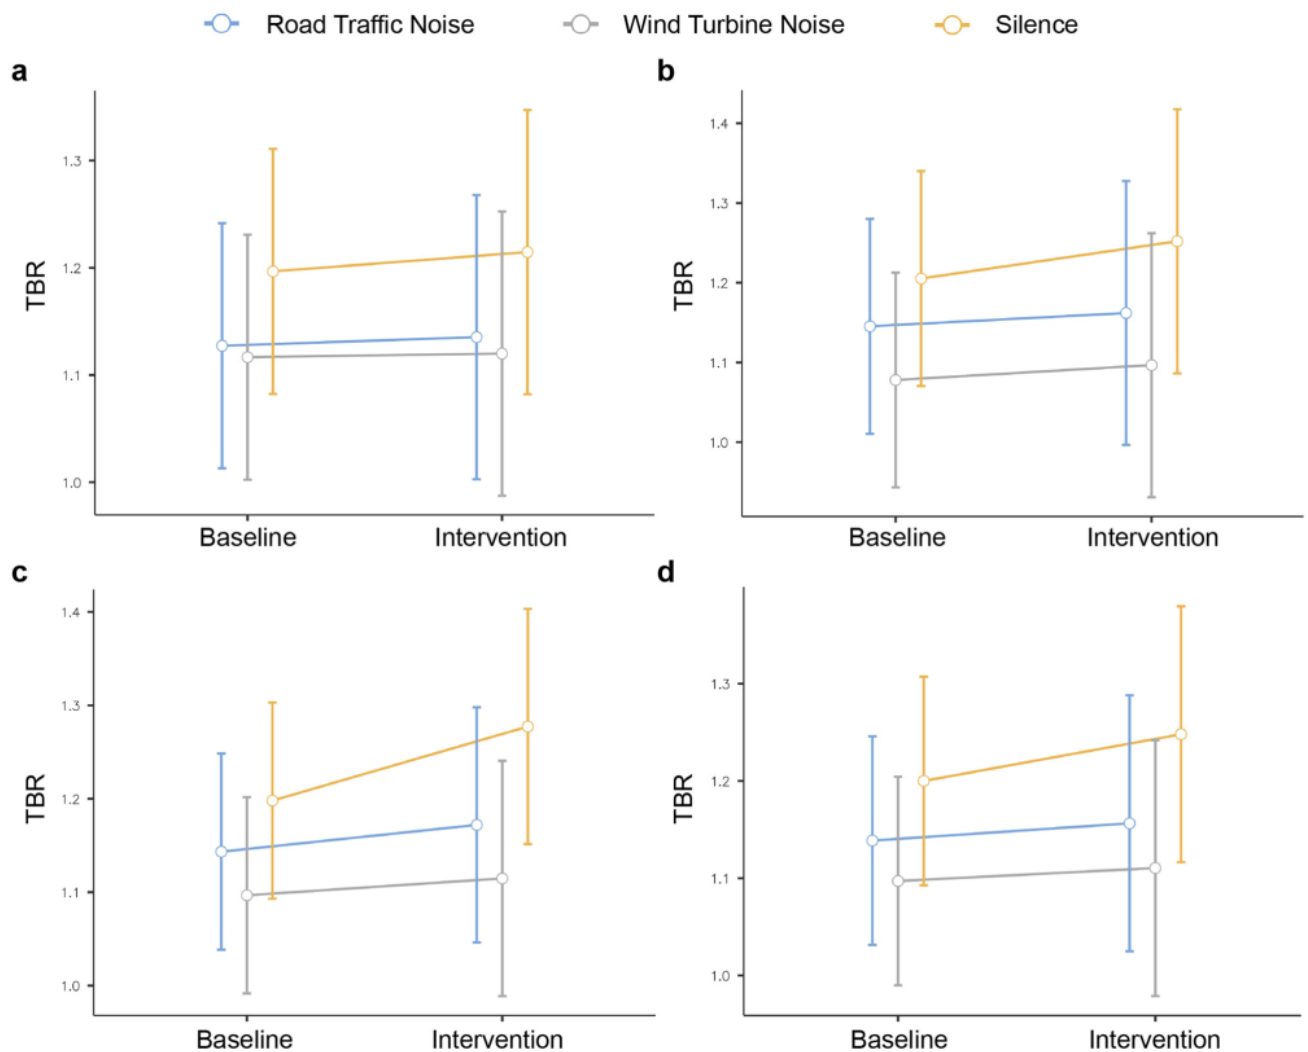 Road Traffic Noise Wind Turbine Noise Silence
a
TBR
1.3
1.2
1.1
1.0
Baseline Intervention
b
TBR
1.4
1.3
1.2
1.1
1.0
Baseline Intervention
c
TBR
1.4
1.3
1.2
1.1
1.0
Baseline Intervention
d
TBR
1.3
1.2
1.1
1.0
Baseline Intervention